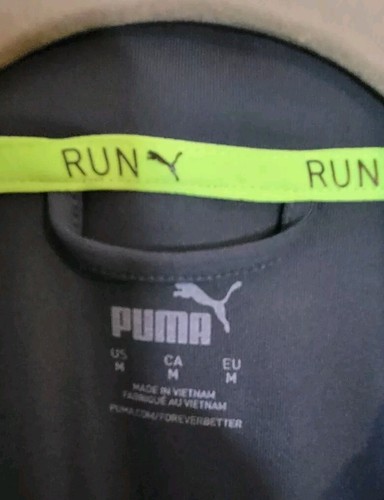 RUN RUN
PUMA
US CA EU
M M M
MADE IN VIETNAM
FABRIQUÉ AU VIETNAM
PUMA.COM/FOREVERBETTER